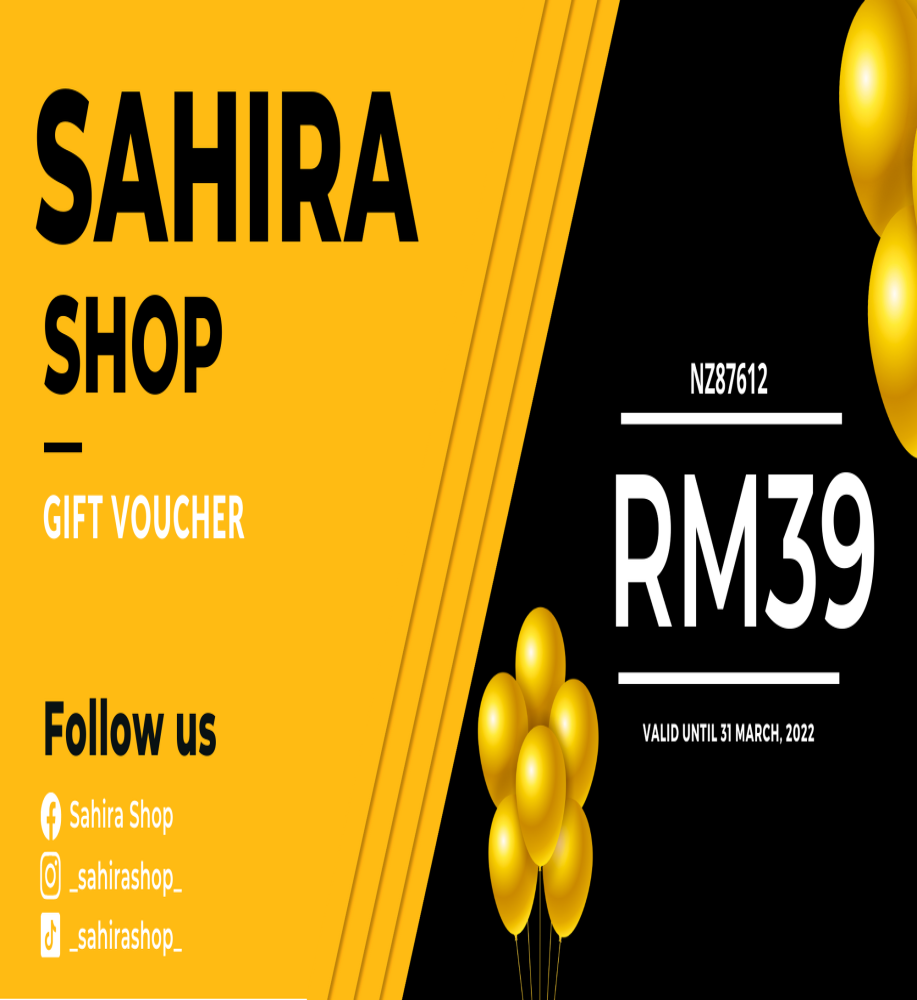 SAHIRA
SHOP
GIFT VOUCHER
Follow us
Sahira Shop
_sahirashop_
_sahirashop_
NZ87612
RM39
VALID UNTIL 31 MARCH, 2022